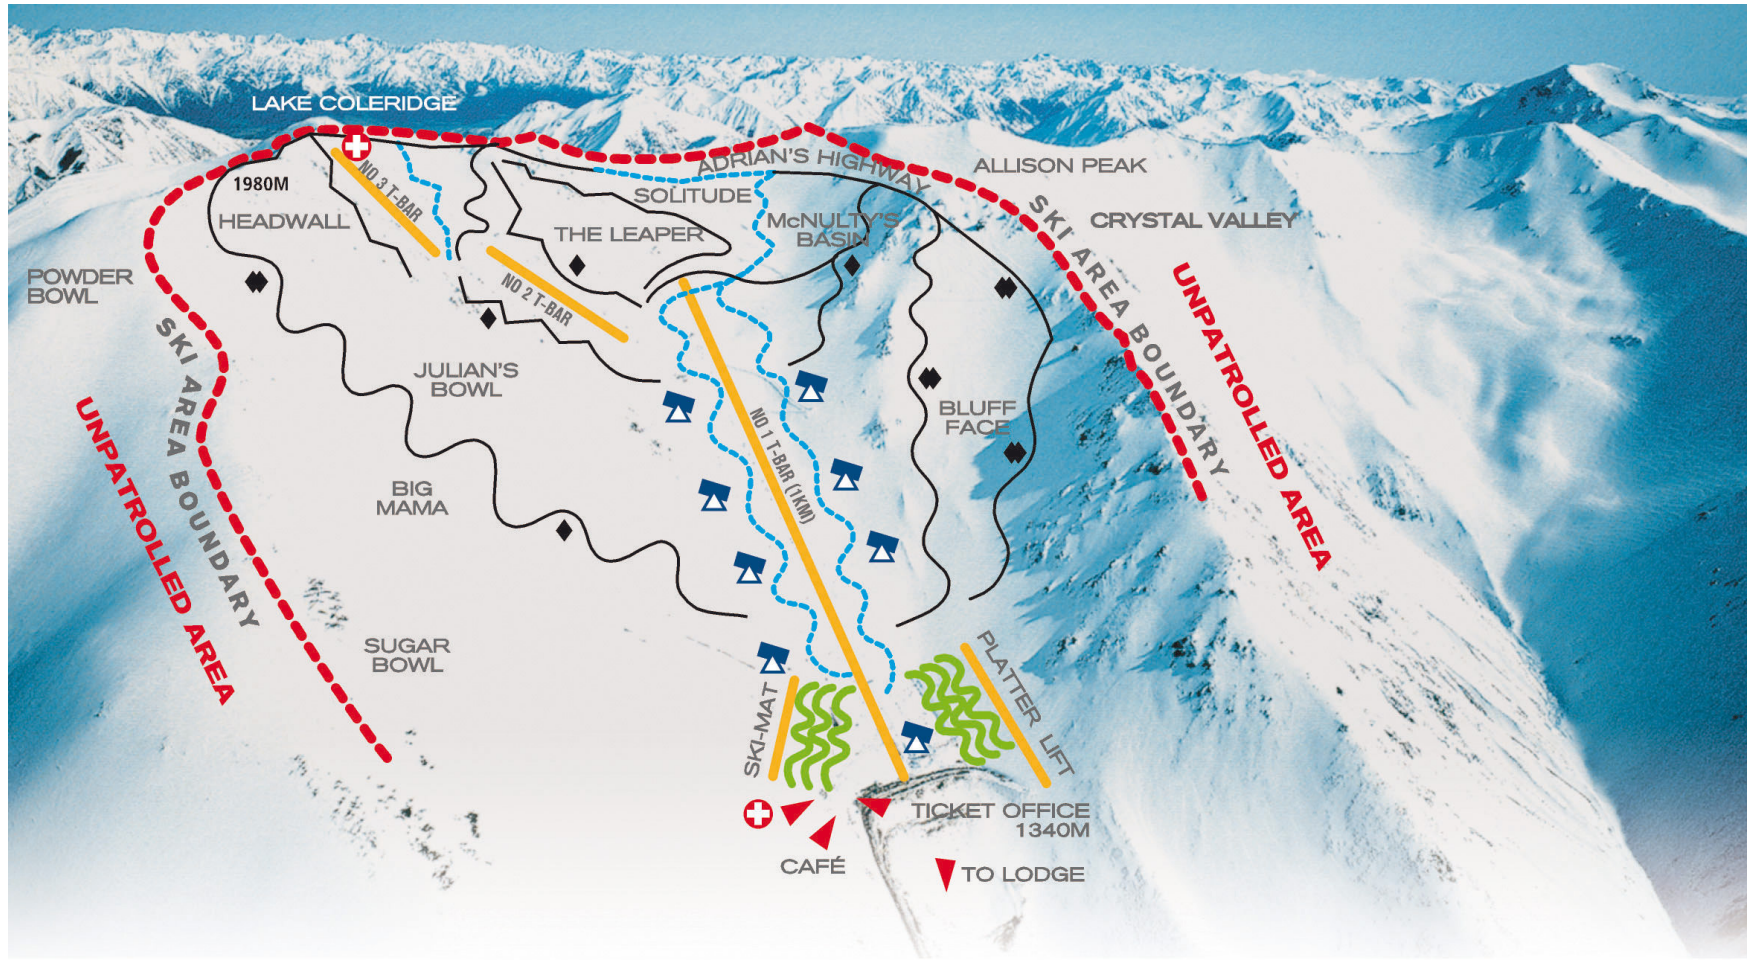 LAKE COLERIDGE
1980M
HEADWALL
NO 3 T-BAR
ADRIAN'S HIGHWAY
SOLITUDE
ALLISON PEAK
McNULTY'S
BASIN
CRYSTAL VALLEY
THE LEAPER
POWDER
BOWL
NO 2 T-BAR
SKI AREA BOUNDARY
SKI AREA BOUNDARY
UNPATROLLED AREA
UNPATROLLED AREA
JULIAN'S
BOWL
NO 1 T-BAR (1KM)
BLUFF
FACE
BIG
MAMA
SUGAR
BOWL
SKI-MAT
PLATTER LIFT
TICKET OFFICE
1340M
CAFÉ
TO LODGE